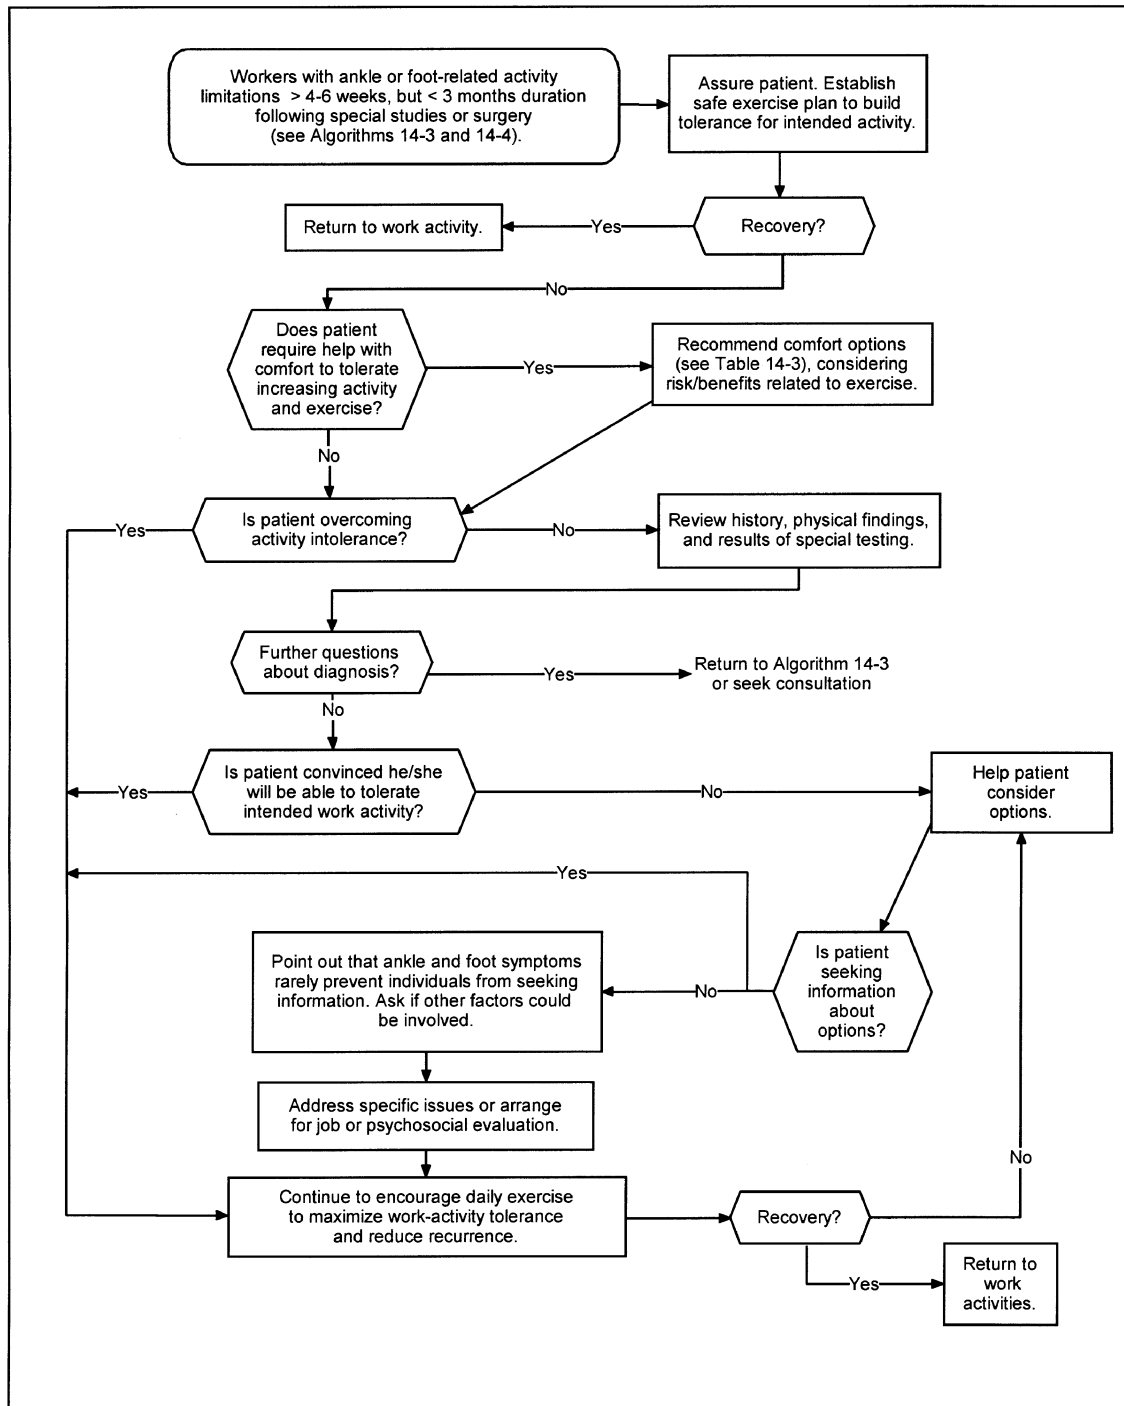 Workers with ankle or foot-related activity
limitations > 4-6 weeks, but < 3 months duration
following special studies or surgery
(see Algorithms 14-3 and 14-4).
Assure patient. Establish
safe exercise plan to build
tolerance for intended activity.
Return to work activity.
Yes
Recovery?
No
Does patient
require help with
comfort to tolerate
increasing activity
and exercise?
Yes
Recommend comfort options
(see Table 14-3), considering
risk/benefits related to exercise.
No
Yes
Is patient overcoming
activity intolerance?
No
Review history, physical findings,
and results of special testing.
Further questions
about diagnosis?
Yes
Return to Algorithm 14-3
or seek consultation
No
Yes
Is patient convinced he/she
will be able to tolerate
intended work activity?
No
Help patient
consider
options.
Yes
Point out that ankle and foot symptoms
rarely prevent individuals from seeking
information. Ask if other factors could
be involved.
No
Is patient
seeking
information
about
options?
Address specific issues or arrange
for job or psychosocial evaluation.
No
Continue to encourage daily exercise
to maximize work-activity tolerance
and reduce recurrence.
Recovery?
Yes
Return to
work
activities.